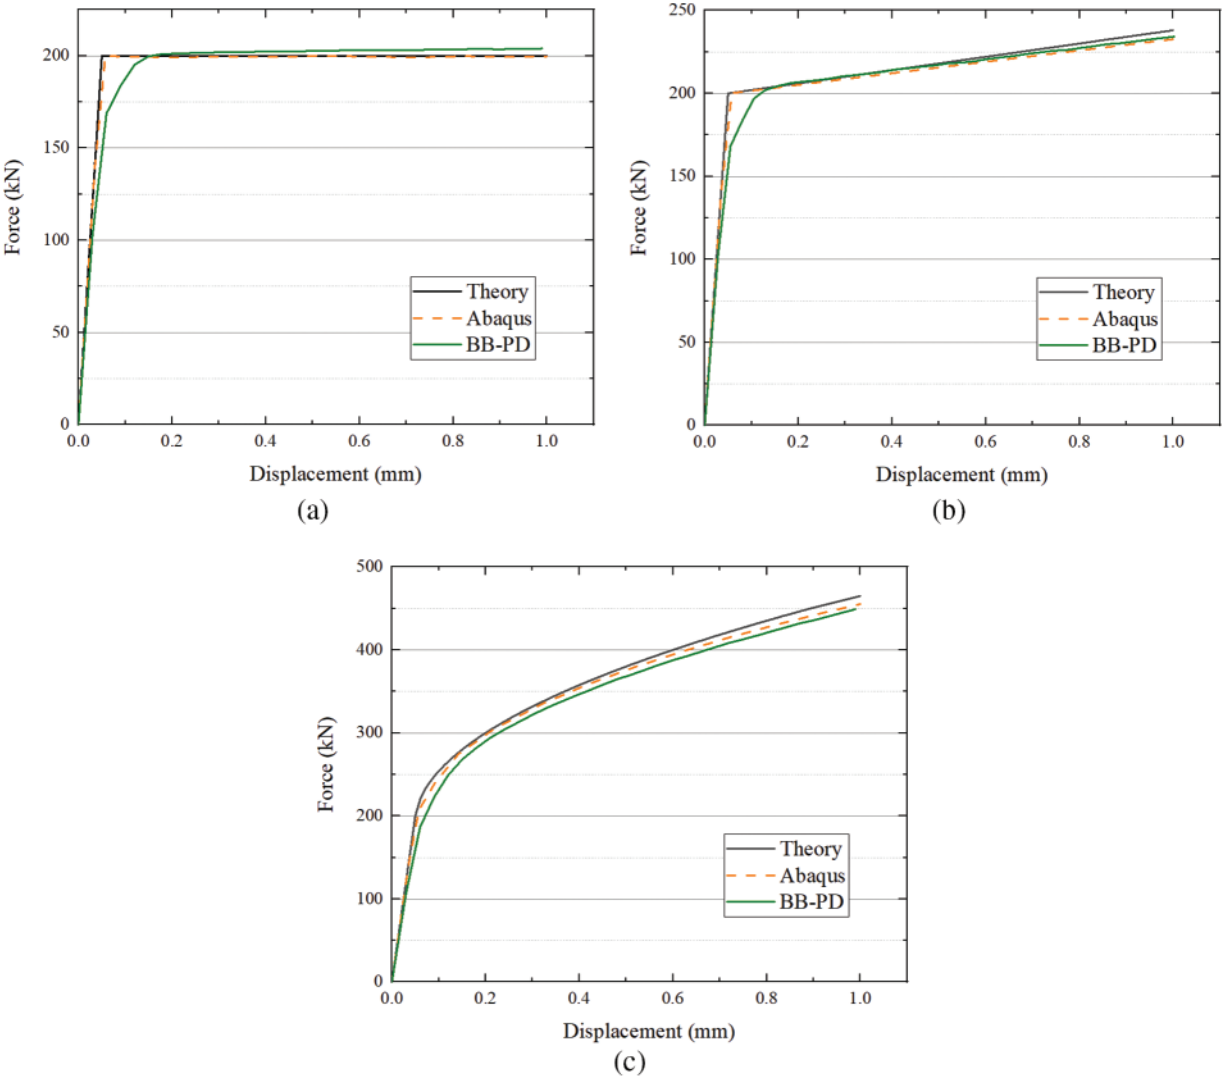 200
150
100
50
0
Force (kN)
Theory
Abaqus
BB-PD
0.0 0.2 0.4 0.6 0.8 1.0
Displacement (mm)
(a)
250
200
150
100
50
0
Force (kN)
Theory
Abaqus
BB-PD
0.0 0.2 0.4 0.6 0.8 1.0
Displacement (mm)
(b)
500
400
300
200
100
0
Force (kN)
Theory
Abaqus
BB-PD
0.0 0.2 0.4 0.6 0.8 1.0
Displacement (mm)
(c)